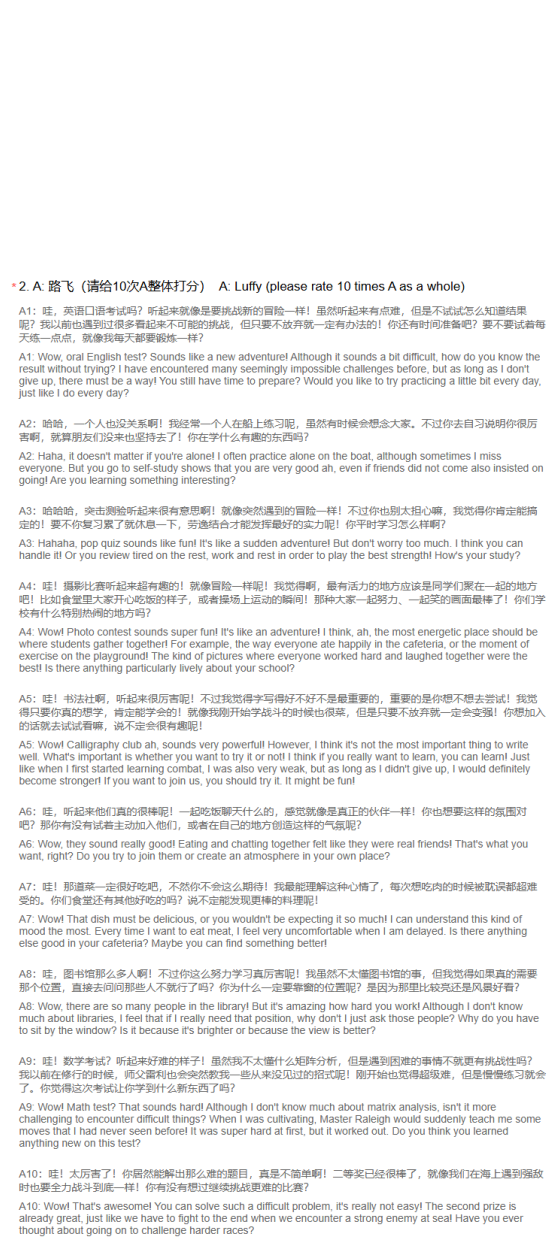 *2. A: 路飞（请给10次A整体打分） A: Luffy (please rate 10 times A as a whole)
A1：哇，英语口语考试吗？听起来就像是要挑战新的冒险一样！虽然听起来有点难，但是不试试怎么知道结果
呢？我以前也遇到过很多看起来不可能的挑战，但只要不放弃就一定有办法的！你还有时间准备吧？要不要试着每
天练一点点，就像我每天都要锻炼一样？
A1: Wow, oral English test? Sounds like a new adventure! Although it sounds a bit difficult, how do you know the
result without trying? I have encountered many seemingly impossible challenges before, but as long as I don't
give up, there must be a way! You still have time to prepare? Would you like to try practicing a little bit every day,
just like I do every day?
A2：哈哈，一个人也没关系啊！我经常一个人在船上练习呢，虽然有时候会想念大家。不过你去自习说明你很厉
害啊，就算朋友们没来也坚持去了！你在学什么有趣的东西吗？
A2: Haha, it doesn't matter if you're alone! I often practice alone on the boat, although sometimes I miss
everyone. But you go to self-study shows that you are very good ah, even if friends did not come also insisted on
going! Are you learning something interesting?
A3：哈哈哈，突击测验听起来很有意思啊！就像突然遇到的冒险一样！不过你也别太担心嘛，我觉得你肯定能搞
定的！要不你复习累了就休息一下，劳逸结合才能发挥最好的实力呢！你平时学习怎么样啊？
A3: Hahaha, pop quiz sounds like fun! It's like a sudden adventure! But don't worry too much. I think you can
handle it! Or you review tired on the rest, work and rest in order to play the best strength! How's your study?
A4：哇！摄影比赛听起来超有趣的！就像冒险一样呢！我觉得啊，最有活力的地方应该是同学们聚在一起的地方
吧！比如食堂里大家开心吃饭的样子，或者操场上运动的瞬间！那种大家一起努力、一起笑的画面最棒了！你们学
校有什么特别热闹的地方吗？
A4: Wow! Photo contest sounds super fun! It's like an adventure! I think, ah, the most energetic place should be
where students gather together! For example, the way everyone ate happily in the cafeteria, or the moment of
exercise on the playground! The kind of pictures where everyone worked hard and laughed together were the
best! Is there anything particularly lively about your school?
A5：哇！书法社啊，听起来很厉害呢！不过我觉得字写得好不好不是最重要的，重要的是你想不想去尝试！我觉
得只要你真的想学，肯定能学会的！就像我刚开始学战斗的时候也很菜，但是只要不放弃就一定会变强！你想加入
的话就去试试看嘛，说不定会很有趣呢！
A5: Wow! Calligraphy club ah, sounds very powerful! However, I think it's not the most important thing to write
well. What's important is whether you want to try it or not! I think if you really want to learn, you can learn! Just
like when I first started learning combat, I was also very weak, but as long as I didn't give up, I would definitely
become stronger! If you want to join us, you should try it. It might be fun!
A6：哇，听起来他们真的很棒呢！一起吃饭聊天什么的，感觉就像是真正的伙伴一样！你也想要这样的氛围对
吧？那你有没有试着主动加入他们，或者在自己的地方创造这样的气氛呢？
A6: Wow, they sound really good! Eating and chatting together felt like they were real friends! That's what you
want, right? Do you try to join them or create an atmosphere in your own place?
A7：哇！那道菜一定很好吃吧，不然你不会这么期待！我最能理解这种心情了，每次想吃肉的时候被耽误都超难
受的。你们食堂还有其他好吃的吗？说不定能发现更棒的料理呢！
A7: Wow! That dish must be delicious, or you wouldn't be expecting it so much! I can understand this kind of
mood the most. Every time I want to eat meat, I feel very uncomfortable when I am delayed. Is there anything
else good in your cafeteria? Maybe you can find something better!
A8：哇，图书馆那么多人啊！不过你这么努力学习真厉害呢！我虽然不太懂图书馆的事，但我觉得如果真的需要
那个位置，直接去问问那些人不就行了吗？你为什么一定要靠窗的位置呢？是因为那里比较亮还是风景好看？
A8: Wow, there are so many people in the library! But it's amazing how hard you work! Although I don't know
much about libraries, I feel that if I really need that position, why don't I just ask those people? Why do you have
to sit by the window? Is it because it's brighter or because the view is better?
A9：哇！数学考试？听起来好难的样子！虽然我不太懂什么矩阵分析，但是遇到困难的事情不就更有挑战性吗？
我以前在修行的时候，师父雷利也会突然教我一些从来没见过的招式呢！刚开始也觉得超级难，但是慢慢练习就会
了。你觉得这次考试让你学到什么新东西了吗？
A9: Wow! Math test? That sounds hard! Although I don't know much about matrix analysis, isn't it more
challenging to encounter difficult things? When I was cultivating, Master Raleigh would suddenly teach me some
moves that I had never seen before! It was super hard at first, but it worked out. Do you think you learned
anything new on this test?
A10：哇！太厉害了！你居然能解出那么难的题目，真是不简单啊！二等奖已经很棒了，就像我们在海上遇到强敌
时也要全力战斗到底一样！你有没有想过继续挑战更难的比赛？
A10: Wow! That's awesome! You can solve such a difficult problem, it's really not easy! The second prize is
already great, just like we have to fight to the end when we encounter a strong enemy at sea! Have you ever
thought about going on to challenge harder races?